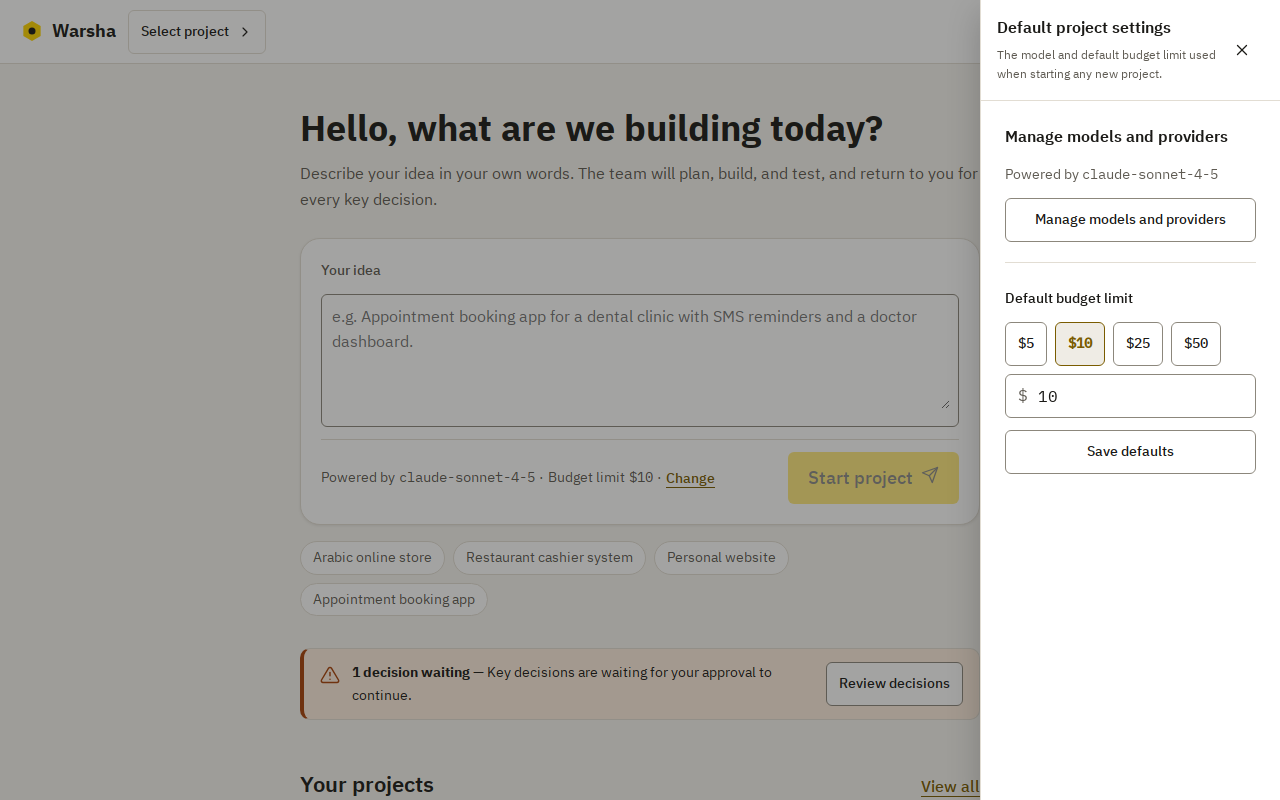 Warsha
Select project
Hello, what are we building today?
Describe your idea in your own words. The team will plan, build, and test, and return to you for
every key decision.
Your idea
e.g. Appointment booking app for a dental clinic with SMS reminders and a doctor
dashboard.
Powered by claude-sonnet-4-5 · Budget limit $10 · Change
Start project
Arabic online store
Restaurant cashier system
Personal website
Appointment booking app
1 decision waiting — Key decisions are waiting for your approval to
continue.
Review decisions
Your projects
View all
Default project settings
The model and default budget limit used
when starting any new project.
Manage models and providers
Powered by claude-sonnet-4-5
Manage models and providers
Default budget limit
$5
$10
$25
$50
$ 10
Save defaults